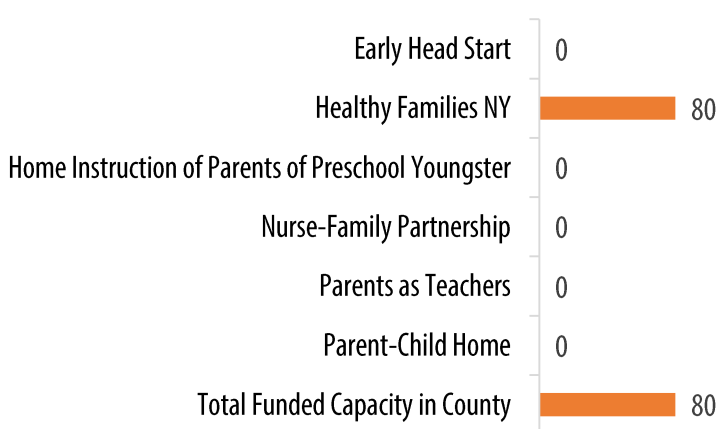 Early Head Start 0
Healthy Families NY 80
Home Instruction of Parents of Preschool Youngster 0
Nurse-Family Partnership 0
Parents as Teachers 0
Parent-Child Home 0
Total Funded Capacity in County 80